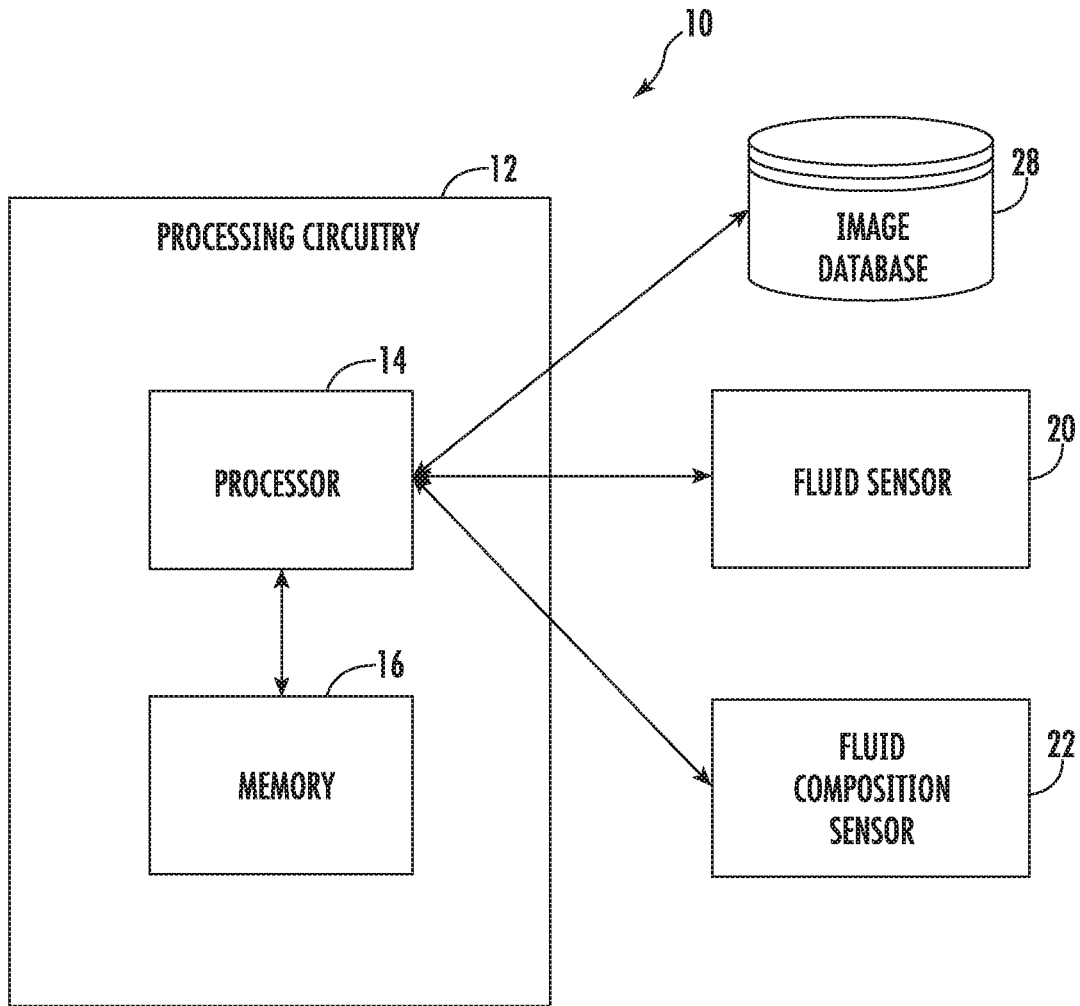 10
12
PROCESSING CIRCUITRY
28
IMAGE
DATABASE
14
PROCESSOR
20
FLUID SENSOR
16
MEMORY
22
FLUID
COMPOSITION
SENSOR